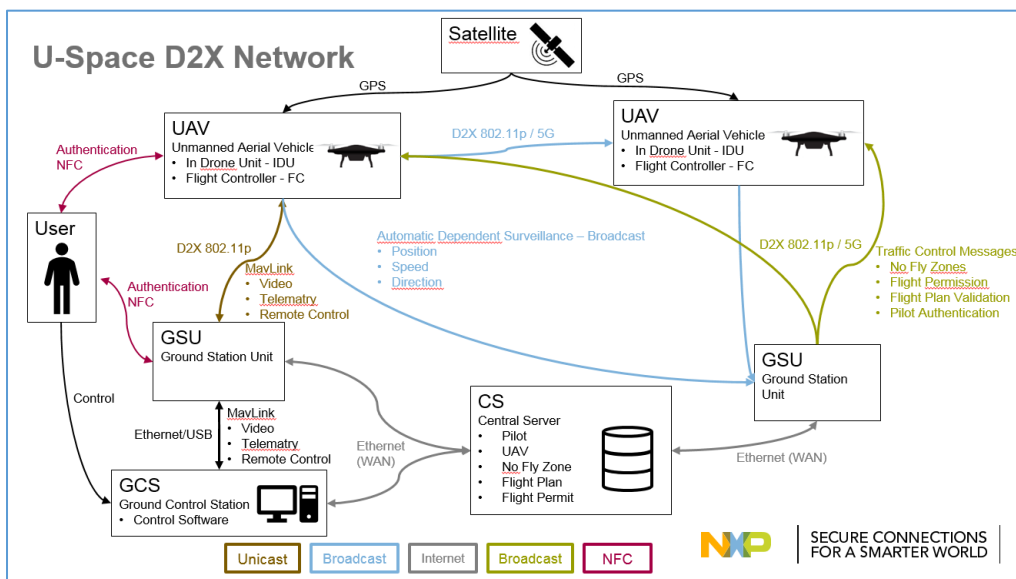 U-Space D2X Network
Satellite
GPS
GPS
UAV
Unmanned Aerial Vehicle
• In Drone Unit - IDU
• Flight Controller - FC
D2X 802.11p / 5G
UAV
Unmanned Aerial Vehicle
• In Drone Unit - IDU
• Flight Controller - FC
Authentication
NFC
User
D2X 802.11p
MavLink
• Video
• Telemetry
• Remote Control
Automatic Dependent Surveillance – Broadcast
• Position
• Speed
• Direction
D2X 802.11p / 5G
Traffic Control Messages
• No Fly Zones
• Flight Permission
• Flight Plan Validation
• Pilot Authentication
Authentication
NFC
GSU
Ground Station Unit
GSU
Ground Station
Unit
Control
Ethernet/USB
MavLink
• Video
• Telemetry
• Remote Control
Ethernet
(WAN)
CS
Central Server
• Pilot
• UAV
• No Fly Zone
• Flight Plan
• Flight Permit
Ethernet (WAN)
GCS
Ground Control Station
• Control Software
Unicast
Broadcast
Internet
Broadcast
NFC
NXP
SECURE CONNECTIONS
FOR A SMARTER WORLD